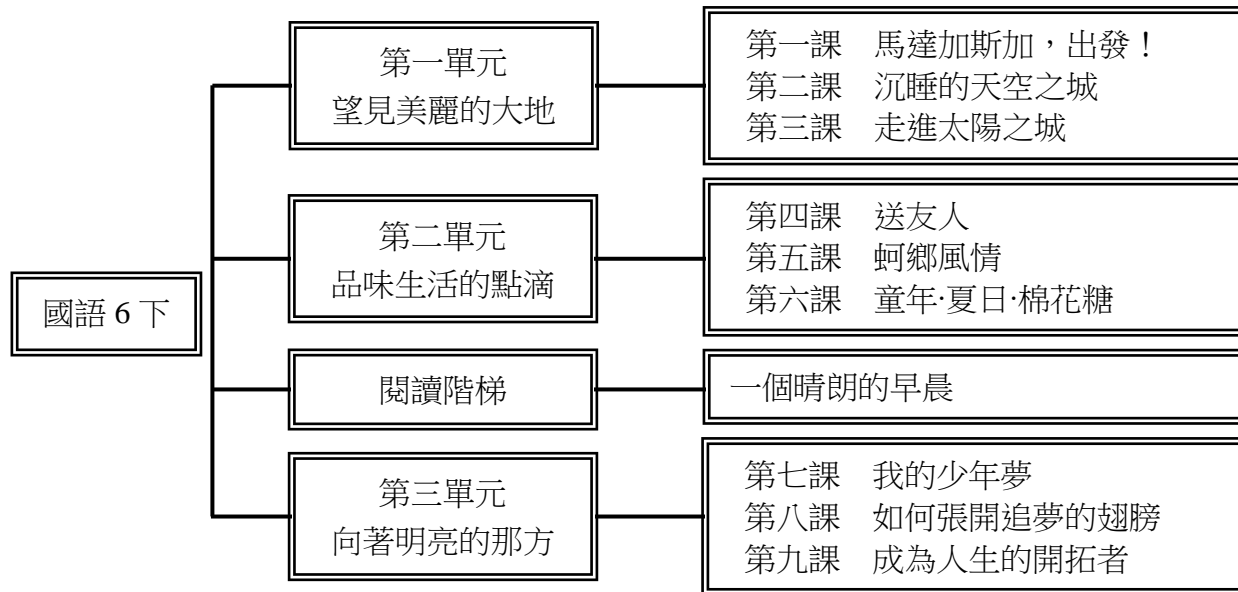 國語 6 下
第一單元
望見美麗的大地
第一課　馬達加斯加，出發！
第二課　沉睡的天空之城
第三課　走進太陽之城
第二單元
品味生活的點滴
第四課　送友人
第五課　蚵鄉風情
第六課　童年·夏日·棉花糖
閱讀階梯
一個晴朗的早晨
第三單元
向著明亮的那方
第七課　我的少年夢
第八課　如何張開追夢的翅膀
第九課　成為人生的開拓者